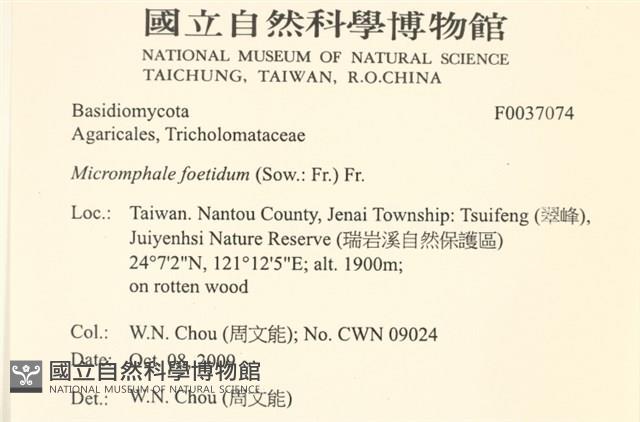 國立自然科學博物館
NATIONAL MUSEUM OF NATURAL SCIENCE
TAICHUNG, TAIWAN, R.O.CHINA
Basidiomycota F0037074
Agaricales, Tricholomataceae
Micromphale foetidum (Sow.: Fr.) Fr.
Loc.: Taiwan. Nantou County, Jenai Township: Tsuifeng (翠峰),
Juiyenhsi Nature Reserve (瑞岩溪自然保護區)
24°7'2"N, 121°12'5"E; alt. 1900m;
on rotten wood
Col.: W.N. Chou (周文能); No. CWN 09024
Date: Oct. 08, 2009
國立自然科學博物館
NATIONAL MUSEUM OF NATURAL SCIENCE
Det.: W.N. Chou (周文能)